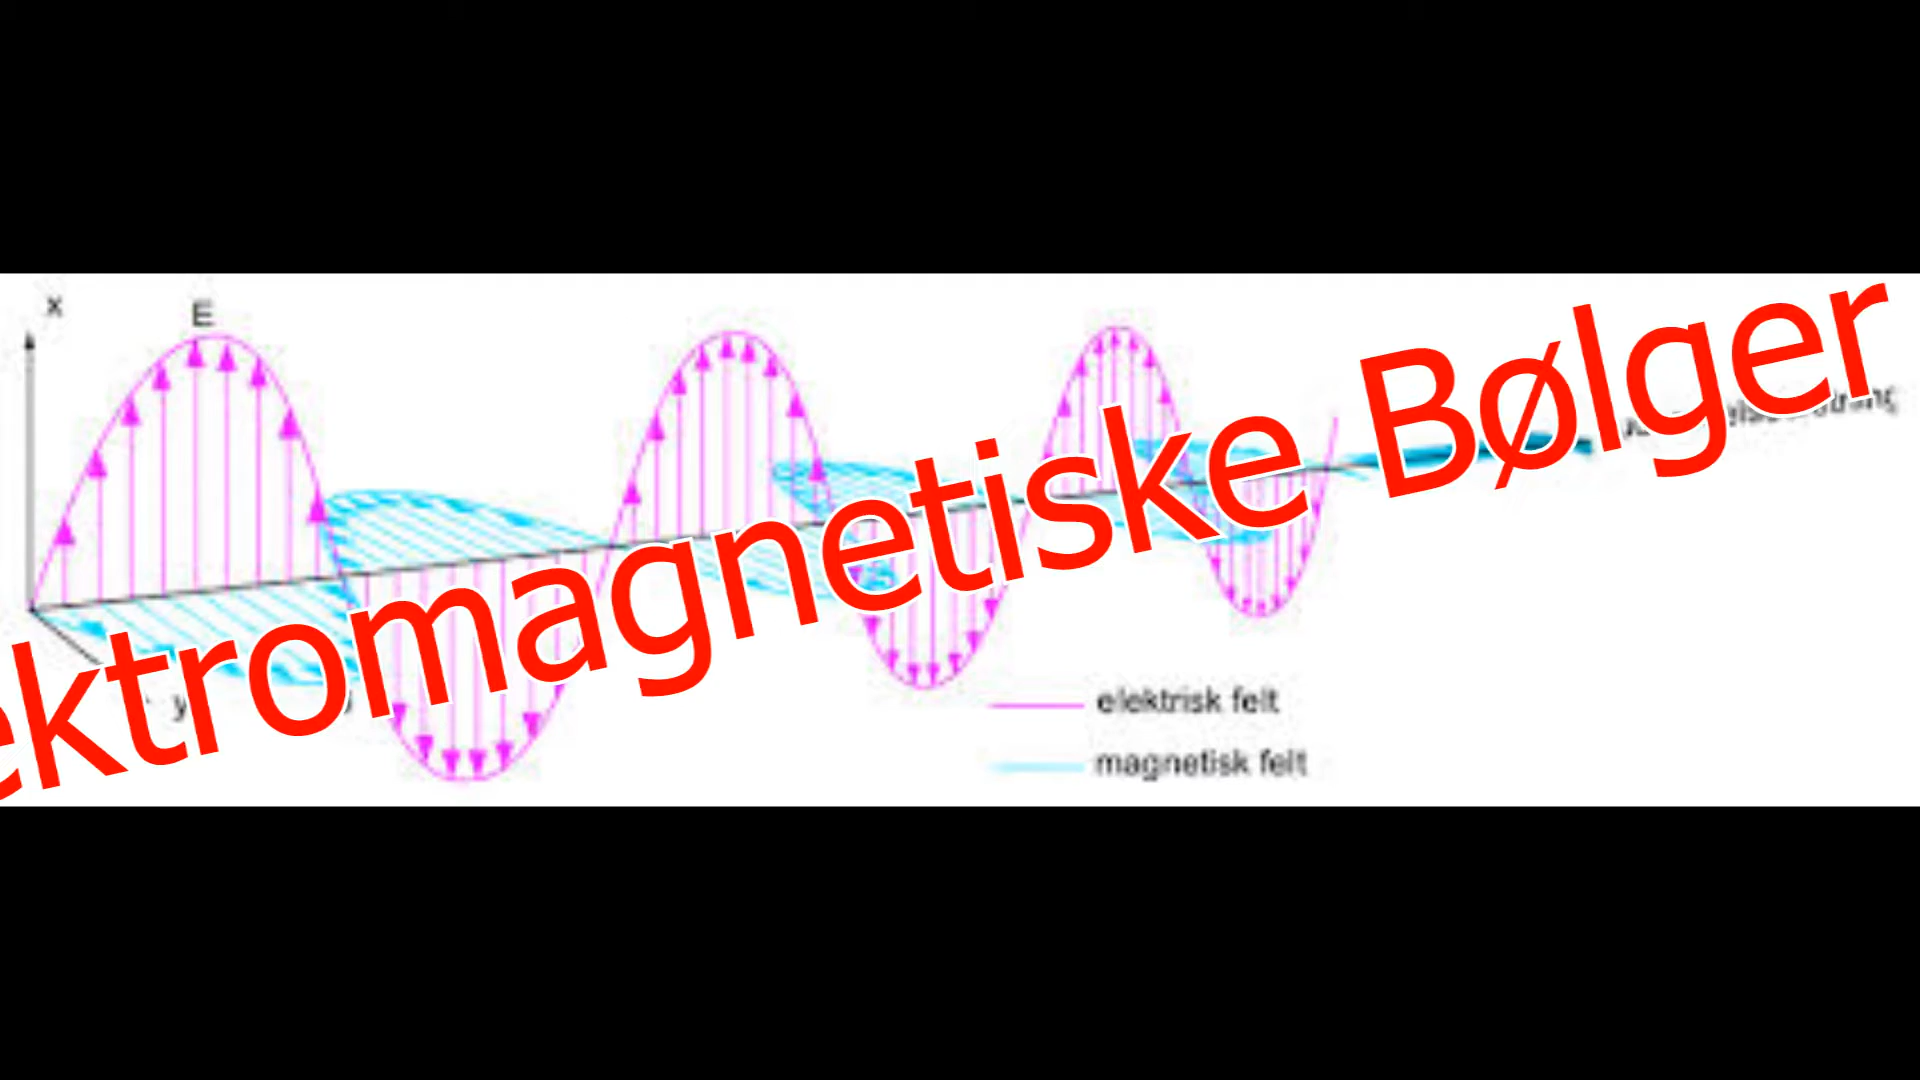 x
E
ektromagnetiske Bølger
y
elektrisk felt
magnetisk felt